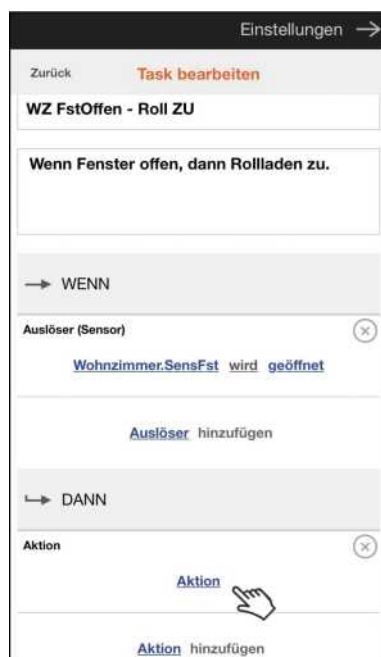 Einstellungen →
Zurück Task bearbeiten
WZ FstOffen - Roll ZU
Wenn Fenster offen, dann Rollladen zu.
→ WENN
Auslöser (Sensor)
Wohnzimmer.SensFst wird geöffnet
Auslöser hinzufügen
↳ DANN
Aktion
Aktion
Aktion hinzufügen